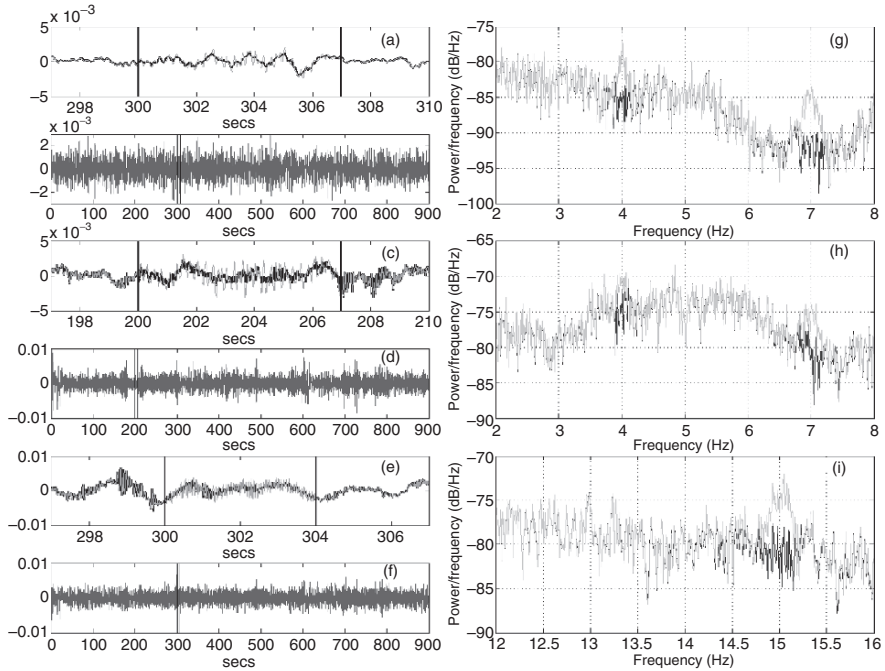 5 x 10⁻³
0
−5
(a)
298 300 302 304 306 308 310
secs
x 10⁻³
2
0
−2
0 100 200 300 400 500 600 700 800 900
secs
5 x 10⁻³
0
−5
(c)
198 200 202 204 206 208 210
secs
0.01
0
−0.01
(d)
0 100 200 300 400 500 600 700 800 900
secs
0.01
0
−0.01
(e)
298 300 302 304 306
secs
0.01
0
−0.01
(f)
0 100 200 300 400 500 600 700 800 900
secs
Power/frequency (dB/Hz)
−75
−80
−85
−90
−95
−100
(g)
2 3 4 5 6 7 8
Frequency (Hz)
Power/frequency (dB/Hz)
−65
−70
−75
−80
−85
−90
(h)
2 3 4 5 6 7 8
Frequency (Hz)
Power/frequency (dB/Hz)
−70
−75
−80
−85
−90
(i)
12 12.5 13 13.5 14 14.5 15 15.5 16
Frequency (Hz)